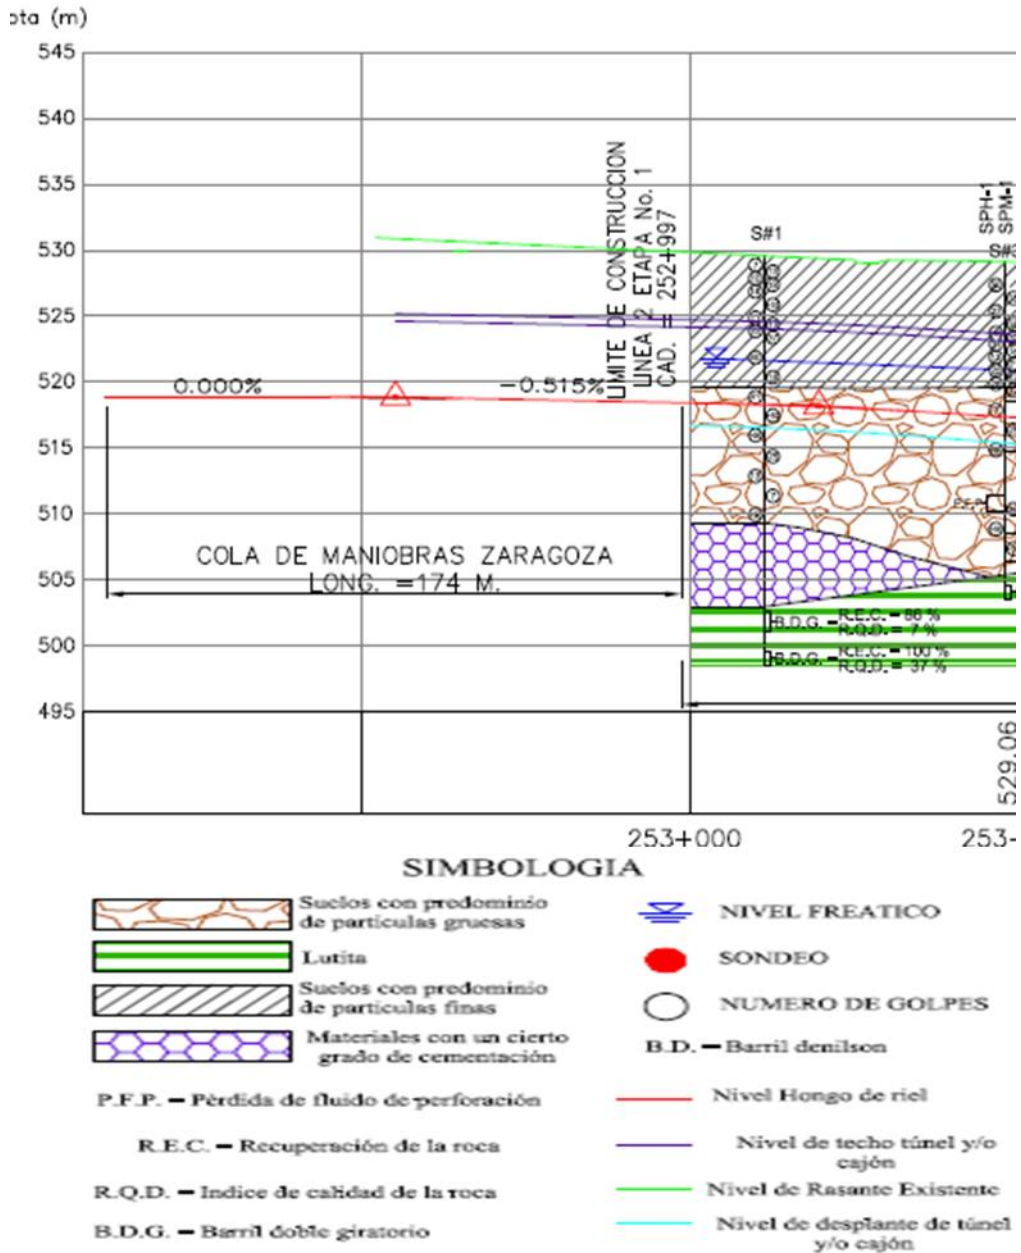 ota (m)
545
540
535
530
525
520
515
510
505
500
495
LIMITE DE CONSTRUCCION
LINEA 2 ETAPA No. 1
CAD. = 252+997
S#1
SPH-1
SPM-1
S#3
0.000%
-0.515%
P.F.P.
COLA DE MANIOBRAS ZARAGOZA
LONG. =174 M.
B.D.G. – R.E.C. = 86 %
R.Q.D. = 7 %
B.D.G. – R.E.C. = 100 %
R.Q.D. = 37 %
529.06
253+000
253-
SIMBOLOGIA
Suelos con predominio
de partículas gruesas
Lutita
Suelos con predominio
de partículas finas
Materiales con un cierto
grado de cementación
P.F.P. – Pèrdida de fluido de perforación
R.E.C. – Recuperación de la roca
R.Q.D. – Indice de calidad de la roca
B.D.G. – Barril doble giratorio
NIVEL FREATICO
SONDEO
NUMERO DE GOLPES
B.D. – Barril denilson
Nivel Hongo de riel
Nivel de techo túnel y/o
cajón
Nivel de Rasante Existente
Nivel de desplante de túnel
y/o cajón